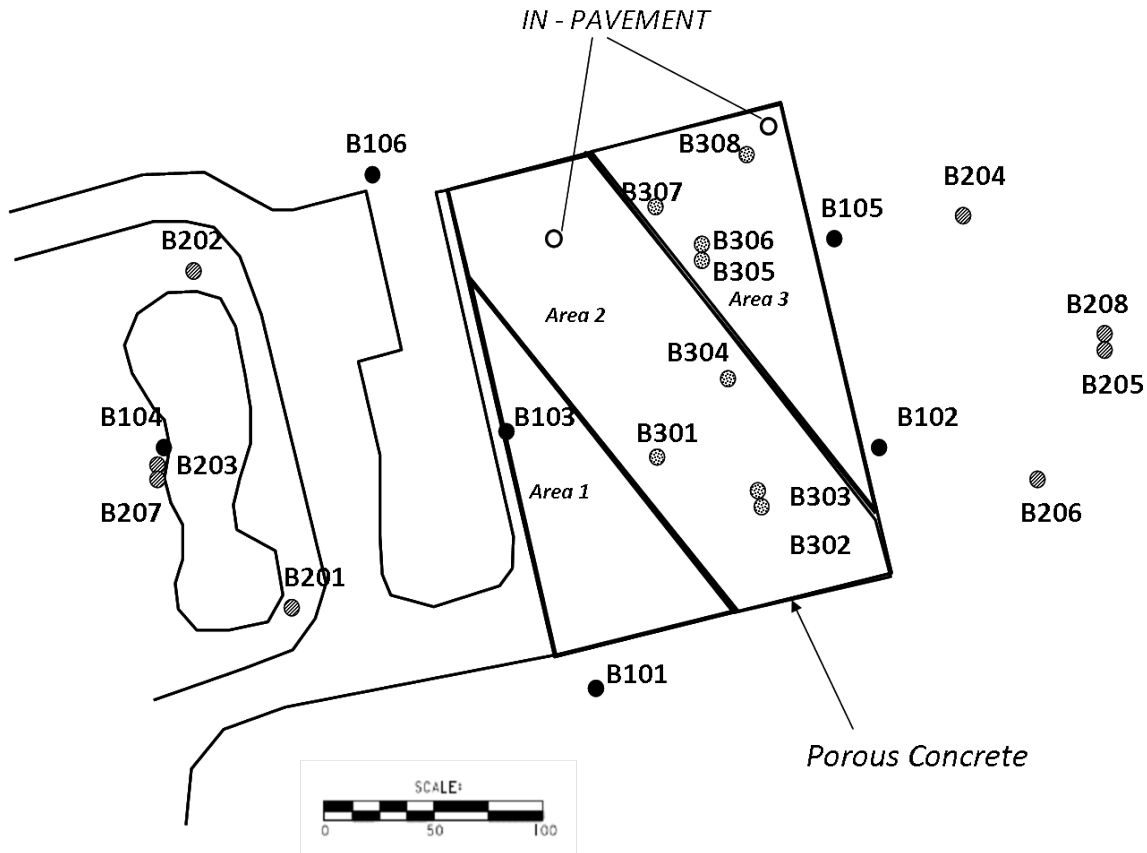 IN - PAVEMENT
B106
B308
B204
B307
B105
B202
B306
B305
Area 3
Area 2
B208
B304
B205
B104
B103
B301
B102
B203
Area 1
B303
B207
B206
B302
B201
B101
Porous Concrete
SCALE:
0 50 100